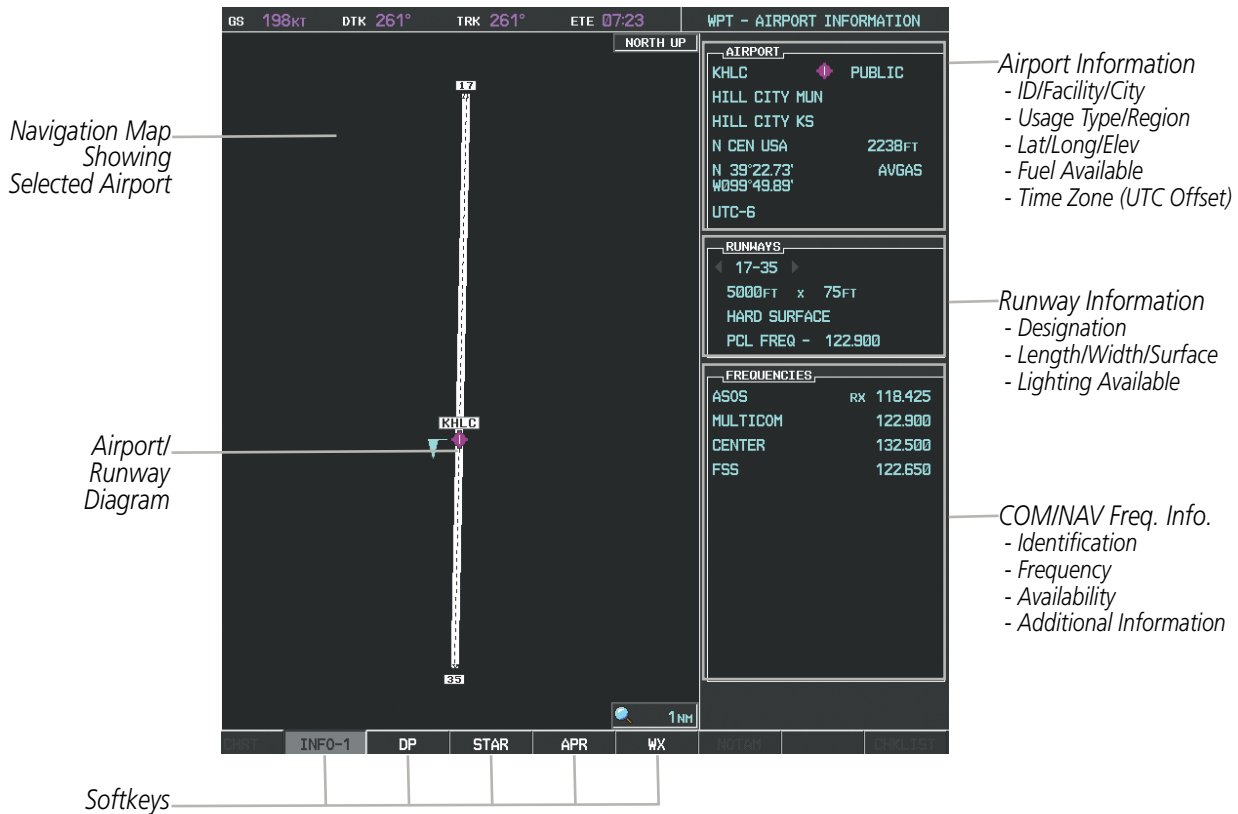 GS 198KT DTK 261° TRK 261° ETE 07:23 WPT - AIRPORT INFORMATION
NORTH UP
Navigation Map
Showing
Selected Airport
17
KHLC
Airport/
Runway
Diagram
35
1NM
AIRPORT
KHLC PUBLIC
HILL CITY MUN
HILL CITY KS
N CEN USA 2238FT
N 39°22.73' AVGAS
W099°49.89'
UTC-6
RUNWAYS
17-35
5000FT x 75FT
HARD SURFACE
PCL FREQ - 122.900
FREQUENCIES
ASOS RX 118.425
MULTICOM 122.900
CENTER 132.500
FSS 122.650
Airport Information
- ID/Facility/City
- Usage Type/Region
- Lat/Long/Elev
- Fuel Available
- Time Zone (UTC Offset)
Runway Information
- Designation
- Length/Width/Surface
- Lighting Available
COM/NAV Freq. Info.
- Identification
- Frequency
- Availability
- Additional Information
CHRT INFO-1 DP STAR APR WX NOTAM CHKLIST
Softkeys